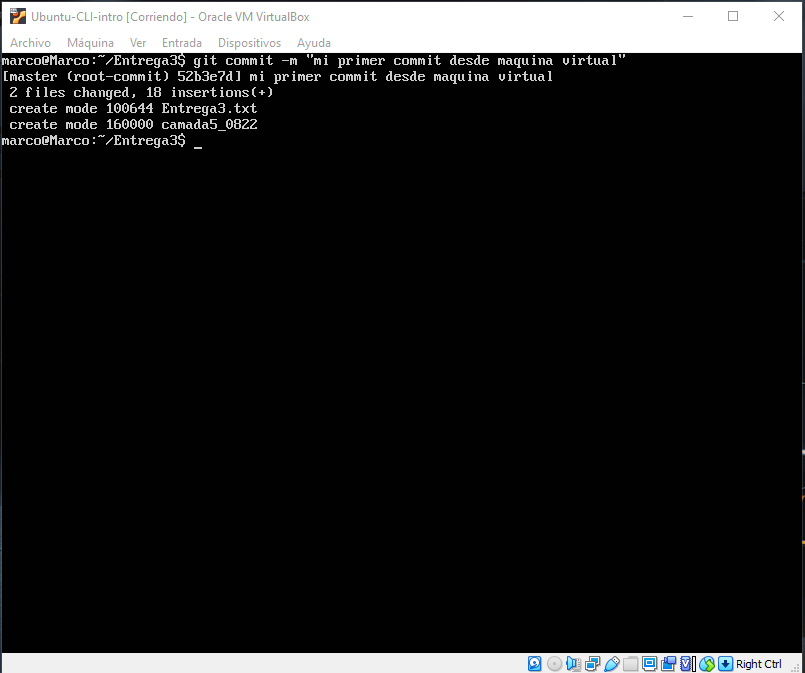 Ubuntu-CLI-intro [Corriendo] - Oracle VM VirtualBox
Archivo Máquina Ver Entrada Dispositivos Ayuda
marco@Marco:~/Entrega3$ git commit -m "mi primer commit desde maquina virtual"
[master (root-commit) 52b3e7d] mi primer commit desde maquina virtual
 2 files changed, 18 insertions(+)
 create mode 100644 Entrega3.txt
 create mode 160000 camada5_0822
marco@Marco:~/Entrega3$ _
Right Ctrl